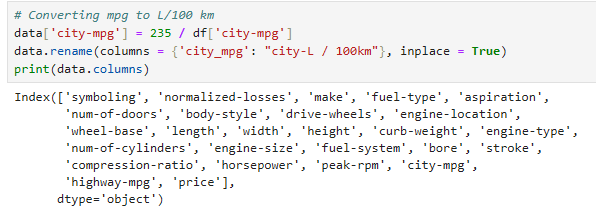 # Converting mpg to L/100 km
data['city-mpg'] = 235 / df['city-mpg']
data.rename(columns = {'city_mpg': "city-L / 100km"}, inplace = True)
print(data.columns)
Index(['symboling', 'normalized-losses', 'make', 'fuel-type', 'aspiration',
'num-of-doors', 'body-style', 'drive-wheels', 'engine-location',
'wheel-base', 'length', 'width', 'height', 'curb-weight', 'engine-type',
'num-of-cylinders', 'engine-size', 'fuel-system', 'bore', 'stroke',
'compression-ratio', 'horsepower', 'peak-rpm', 'city-mpg',
'highway-mpg', 'price'],
dtype='object')